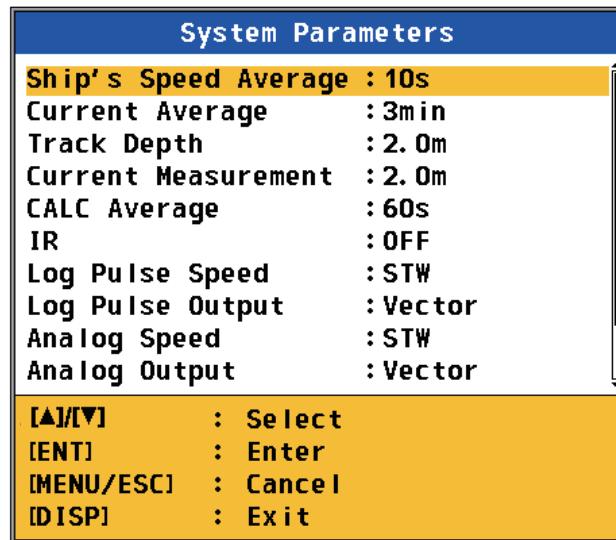 System Parameters
Ship's Speed Average : 10s
Current Average : 3min
Track Depth : 2.0m
Current Measurement : 2.0m
CALC Average : 60s
IR : OFF
Log Pulse Speed : STW
Log Pulse Output : Vector
Analog Speed : STW
Analog Output : Vector
[▲]/[▼] : Select
[ENT] : Enter
[MENU/ESC] : Cancel
[DISP] : Exit